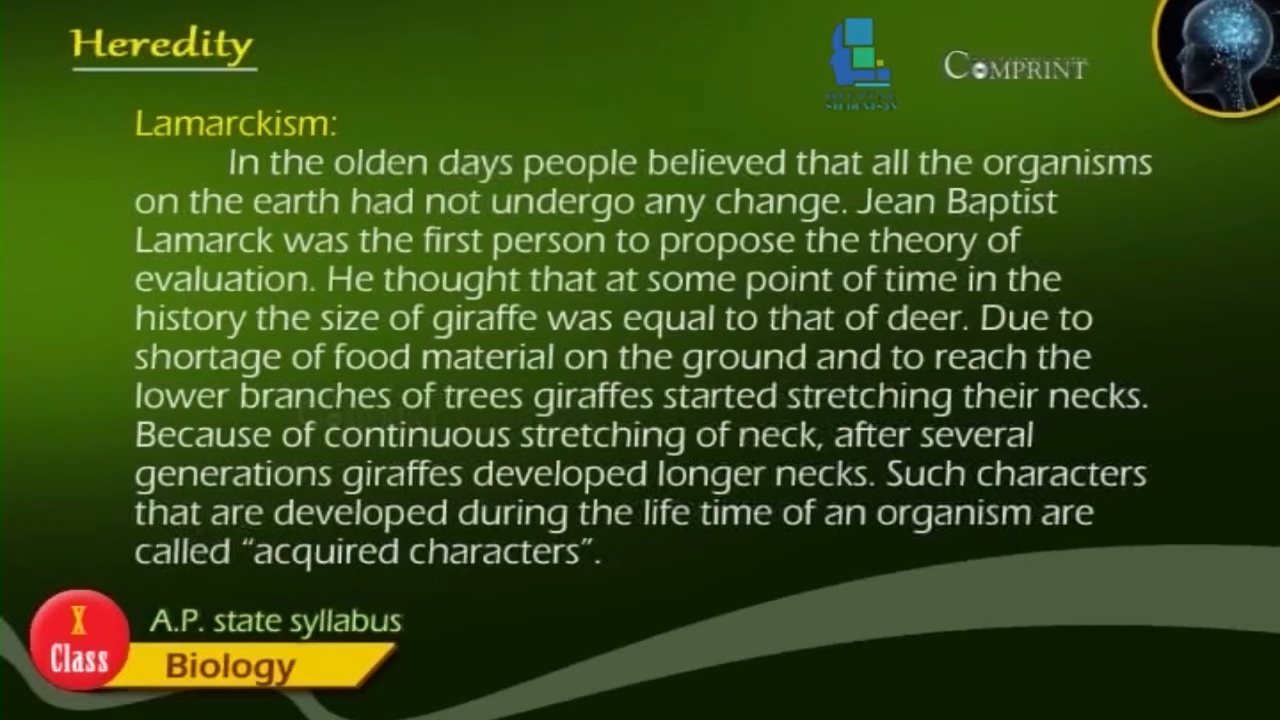 Heredity
COMPRINT
Lamarckism:
In the olden days people believed that all the organisms
on the earth had not undergo any change. Jean Baptist
Lamarck was the first person to propose the theory of
evaluation. He thought that at some point of time in the
history the size of giraffe was equal to that of deer. Due to
shortage of food material on the ground and to reach the
lower branches of trees giraffes started stretching their necks.
Because of continuous stretching of neck, after several
generations giraffes developed longer necks. Such characters
that are developed during the life time of an organism are
called “acquired characters”.
X
Class
A.P. state syllabus
Biology